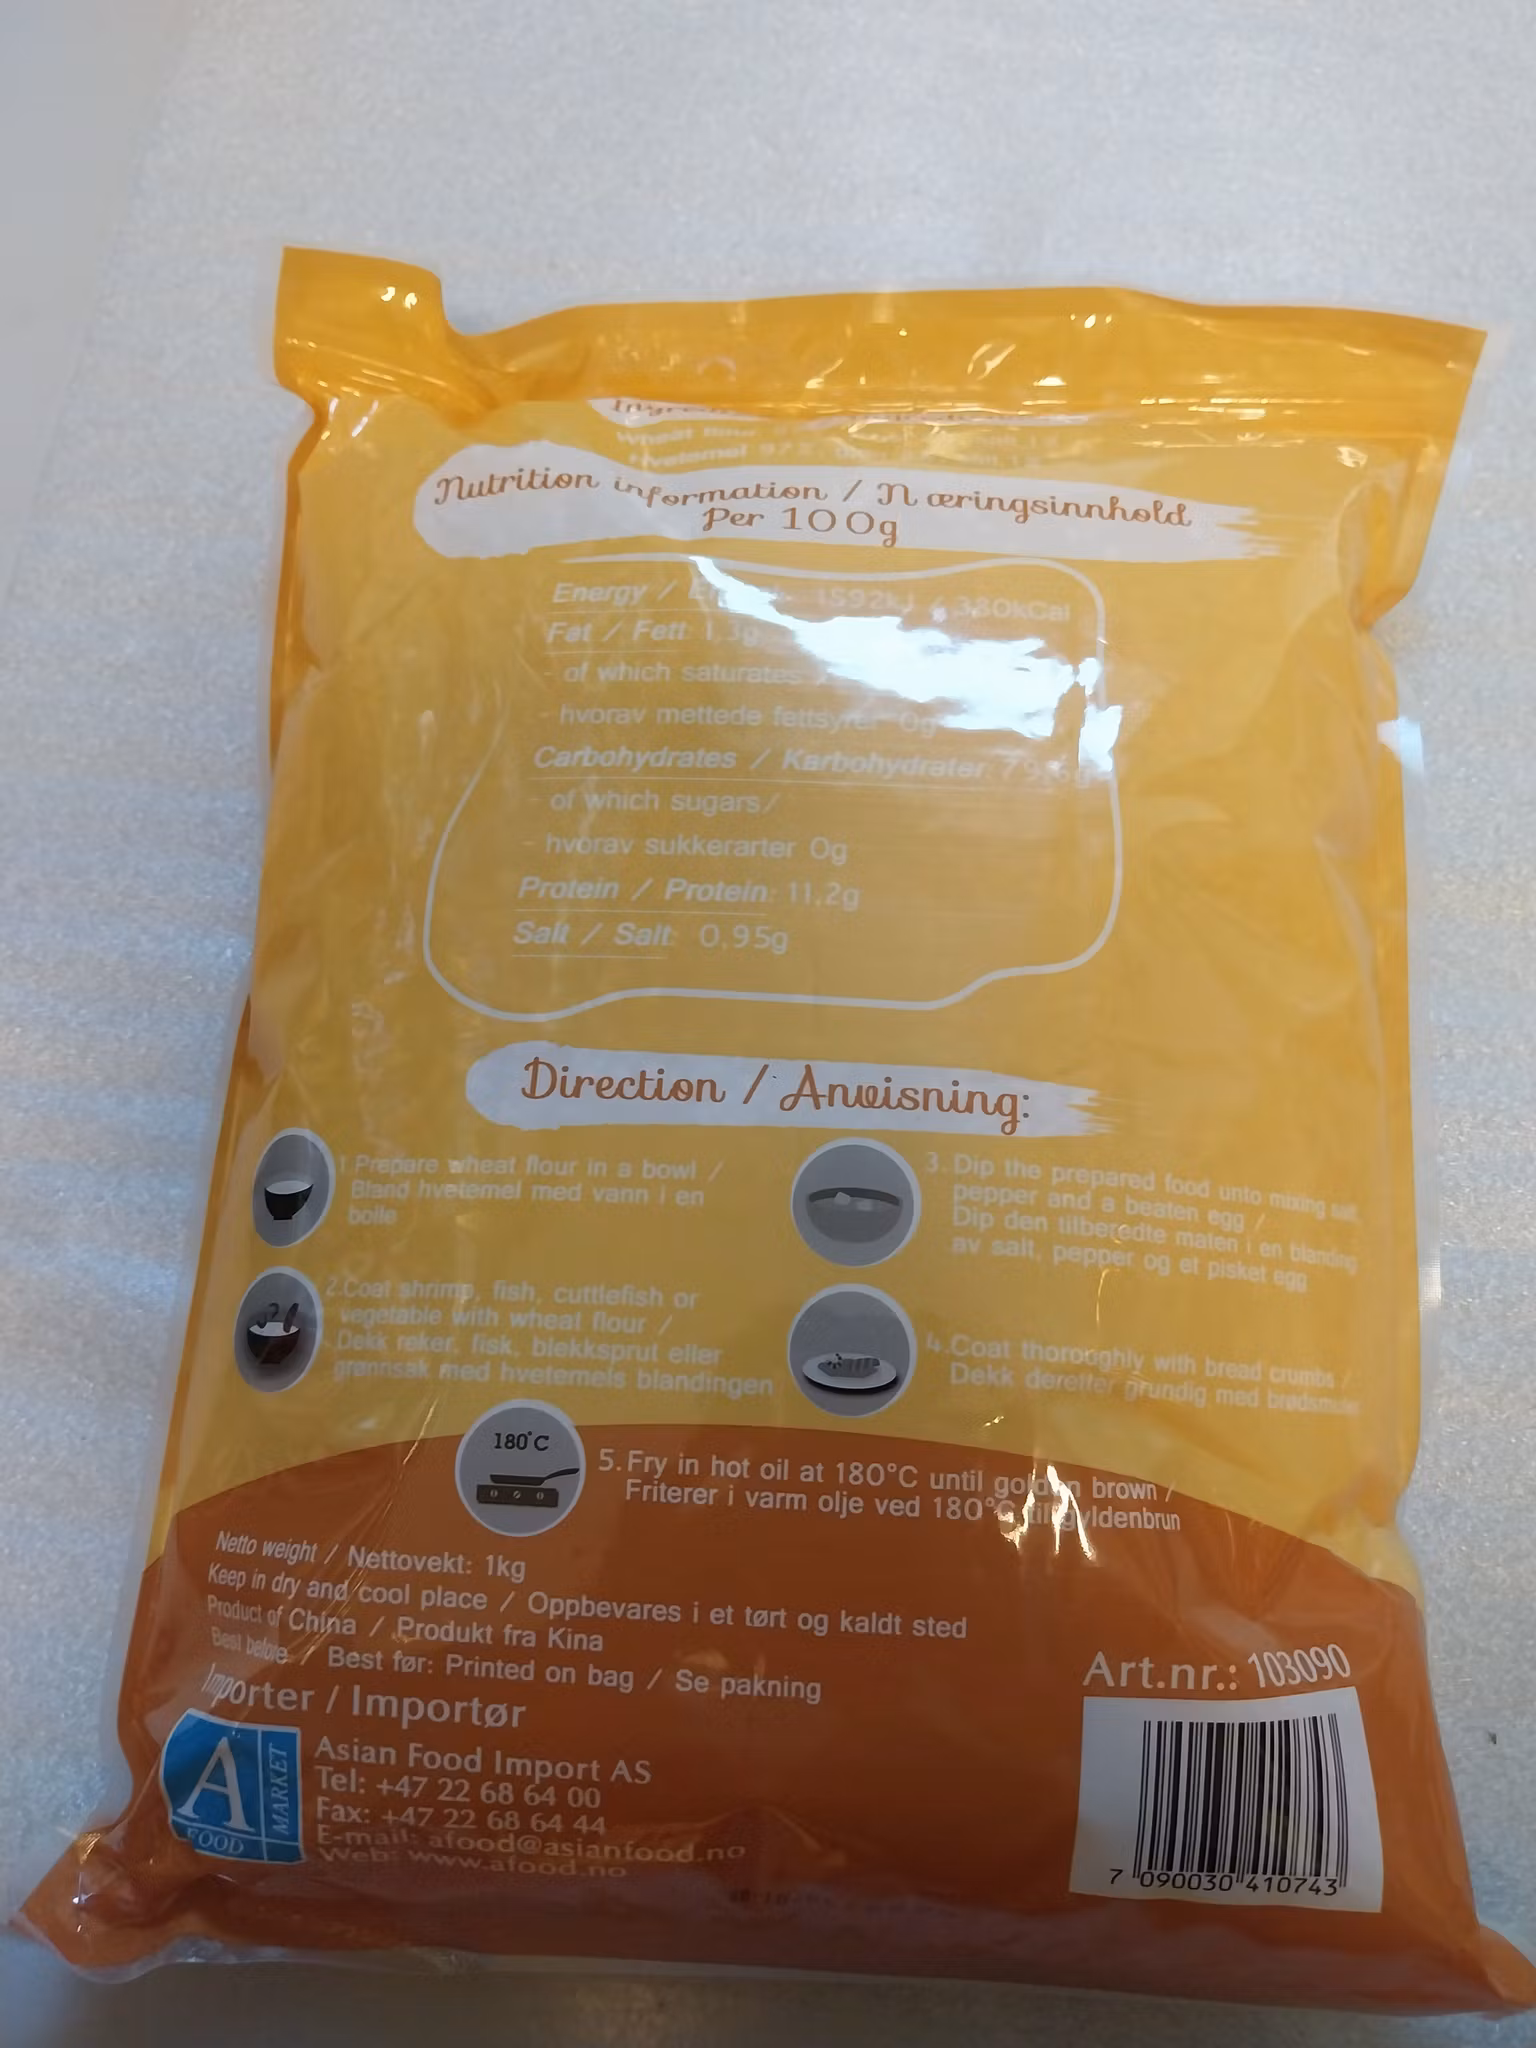 Nutrition information / Næringsinnhold
Per 100g
Energy / 1592kJ / 380kCal
Fat / Fett 1,3g
- of which saturates
- hvorav mettede fettsyrer 0g
Carbohydrates / Karbohydrater
- of which sugars/
- hvorav sukkerarter 0g
Protein / Protein: 11,2g
Salt / Salt: 0,95g
Direction / Anvisning:
1 Prepare wheat flour in a bowl /
Bland hvetemel med vann i en
bolle
2.Coat shrimp, fish, cuttlefish or
vegetable with wheat flour /
Dekk reker, fisk, blekksprut eller
grønnsak med hvetemels blandingen
3. Dip the prepared food unto mixing salt,
pepper and a beaten egg /
Dip den tilberedte maten i en blanding
av salt, pepper og et pisket egg
4.Coat thorooghly with bread crumbs /
Dekk deretter grundig med brødsmuler
180°C
5. Fry in hot oil at 180°C until golden brown /
Friterer i varm olje ved 180°C til gyldenbrun
Netto weight / Nettovekt: 1kg
Keep in dry and cool place / Oppbevares i et tørt og kaldt sted
Product of China / Produkt fra Kina
Best before / Best før: Printed on bag / Se pakning
Importer / Importør
A FOOD MARKET
Asian Food Import AS
Tel: +47 22 68 64 00
Fax: +47 22 68 64 44
E-mail: afood@asianfood.no
Web: www.afood.no
Art.nr.: 103090
7 090030 410743